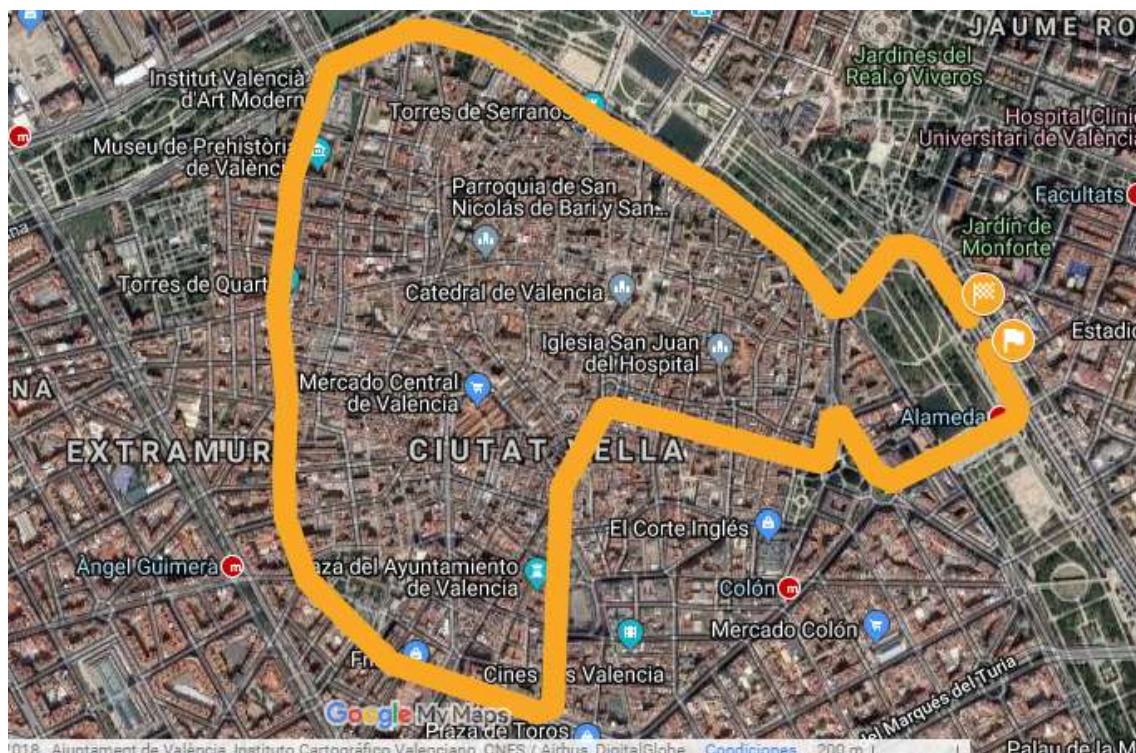 JAUME RO
Jardines del
Real o Viveros
Institut Valencià
d'Art Modern
Torres de Serranos
Hospital Clínic
Universitari de València
Museu de Prehistòria
de València
Parroquia de San
Nicolás de Bari y San...
Facultats
Jardín de
Monforte
Torres de Quart
Catedral de Valencia
Iglesia San Juan
del Hospital
Estadio
NA
Mercado Central
de Valencia
Alameda
EXTRAMUR
CIUTAT VELLA
El Corte Inglés
Àngel Guimerà
aza del Ayuntamiento
de Valencia
Colón
Mercado Colón
Cines
Valencia
del Marqués del Turia
Google My Maps
Plaza de Toros
2018 Ajuntament de València, Instituto Cartográfico Valenciano, CNES / Airbus, DigitalGlobe
Condiciones
200 m
Palau de la M